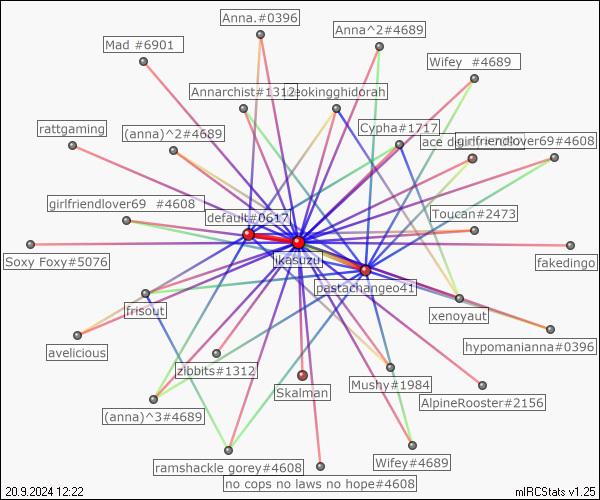 Anna.#0396
Anna^2#4689
Mad #6901
Wifey #4689
Annarchist#1312
eokingghidorah
Cypha#1717
rattgaming
(anna)^2#4689
ace de
girlfriendlover69#4608
girlfriendlover69 #4608
default#0617
Toucan#2473
Soxy Foxy#5076
ikasuzu
fakedingo
pastachangeo41
frisout
xenoyaut
hypomanianna#0396
avelicious
zibbits#1312
Mushy#1984
Skalman
AlpineRooster#2156
(anna)^3#4689
Wifey#4689
ramshackle gorey#4608
no cops no laws no hope#4608
20.9.2024 12:22
mIRCStats v1.25